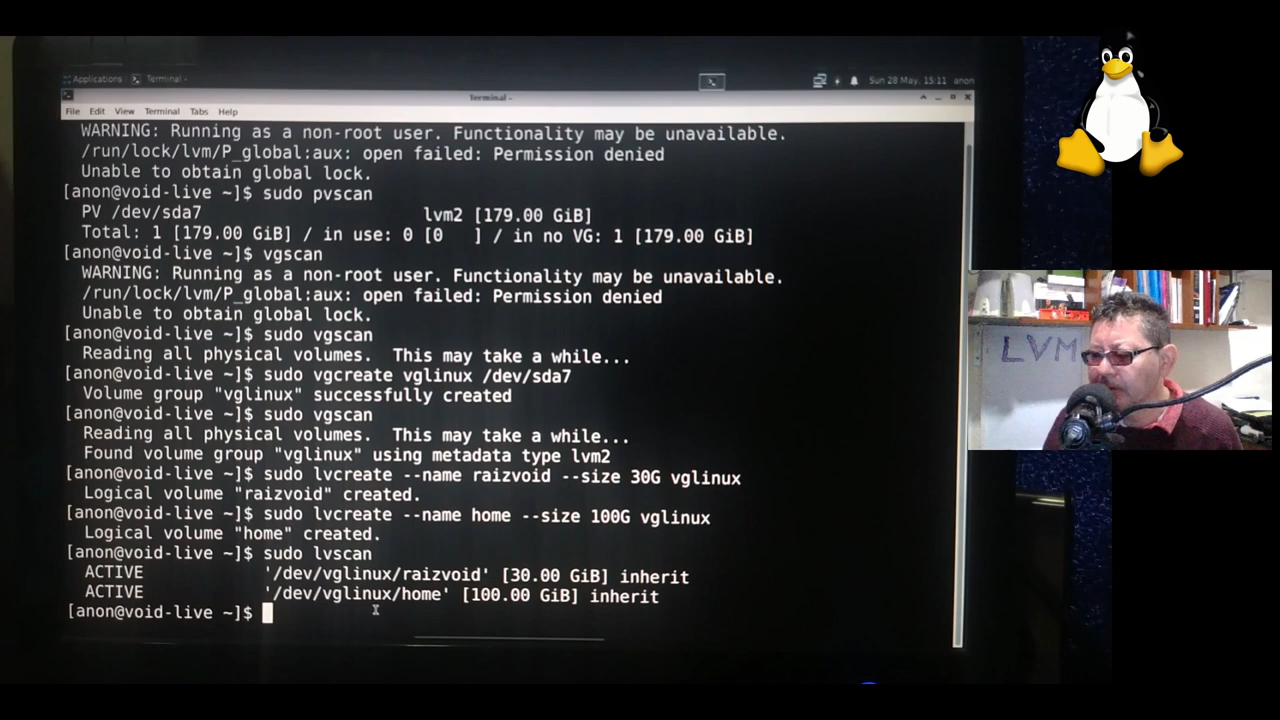 Applications
Terminal -
Sun 28 May, 15:11 anon
Terminal -
File Edit View Terminal Tabs Help
WARNING: Running as a non-root user. Functionality may be unavailable.
/run/lock/lvm/P_global:aux: open failed: Permission denied
Unable to obtain global lock.
[anon@void-live ~]$ sudo pvscan
PV /dev/sda7                      lvm2 [179.00 GiB]
Total: 1 [179.00 GiB] / in use: 0 [0   ] / in no VG: 1 [179.00 GiB]
[anon@void-live ~]$ vgscan
WARNING: Running as a non-root user. Functionality may be unavailable.
/run/lock/lvm/P_global:aux: open failed: Permission denied
Unable to obtain global lock.
[anon@void-live ~]$ sudo vgscan
Reading all physical volumes.  This may take a while...
[anon@void-live ~]$ sudo vgcreate vglinux /dev/sda7
Volume group "vglinux" successfully created
[anon@void-live ~]$ sudo vgscan
Reading all physical volumes.  This may take a while...
Found volume group "vglinux" using metadata type lvm2
[anon@void-live ~]$ sudo lvcreate --name raizvoid --size 30G vglinux
Logical volume "raizvoid" created.
[anon@void-live ~]$ sudo lvcreate --name home --size 100G vglinux
Logical volume "home" created.
[anon@void-live ~]$ sudo lvscan
ACTIVE            '/dev/vglinux/raizvoid' [30.00 GiB] inherit
ACTIVE            '/dev/vglinux/home' [100.00 GiB] inherit
[anon@void-live ~]$
LVM